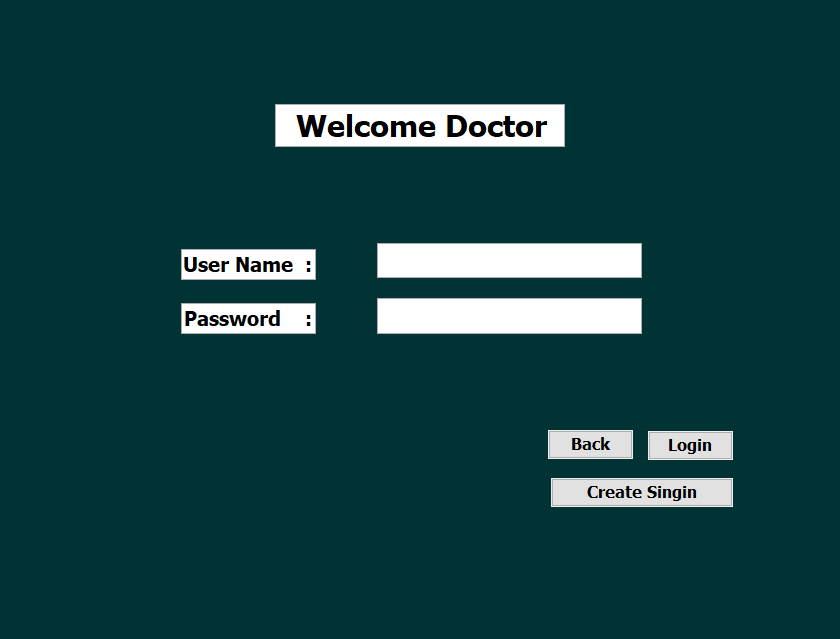 Welcome Doctor
User Name :
Password :
Back Login
Create Singin